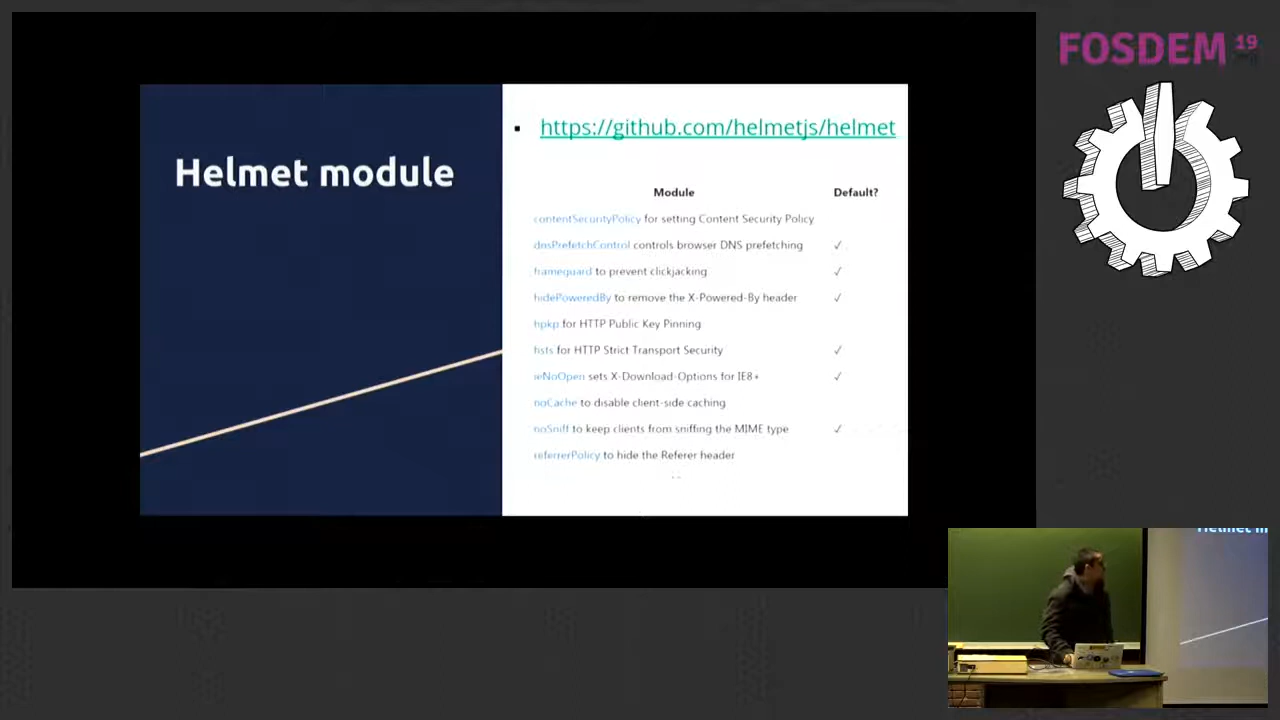 FOSDEM 19
Helmet module
▪ https://github.com/helmetjs/helmet
Module Default?
contentSecurityPolicy for setting Content Security Policy
dnsPrefetchControl controls browser DNS prefetching ✓
frameguard to prevent clickjacking ✓
hidePoweredBy to remove the X-Powered-By header ✓
hpkp for HTTP Public Key Pinning
hsts for HTTP Strict Transport Security ✓
ieNoOpen sets X-Download-Options for IE8+ ✓
noCache to disable client-side caching
noSniff to keep clients from sniffing the MIME type ✓
referrerPolicy to hide the Referer header
Helmet m